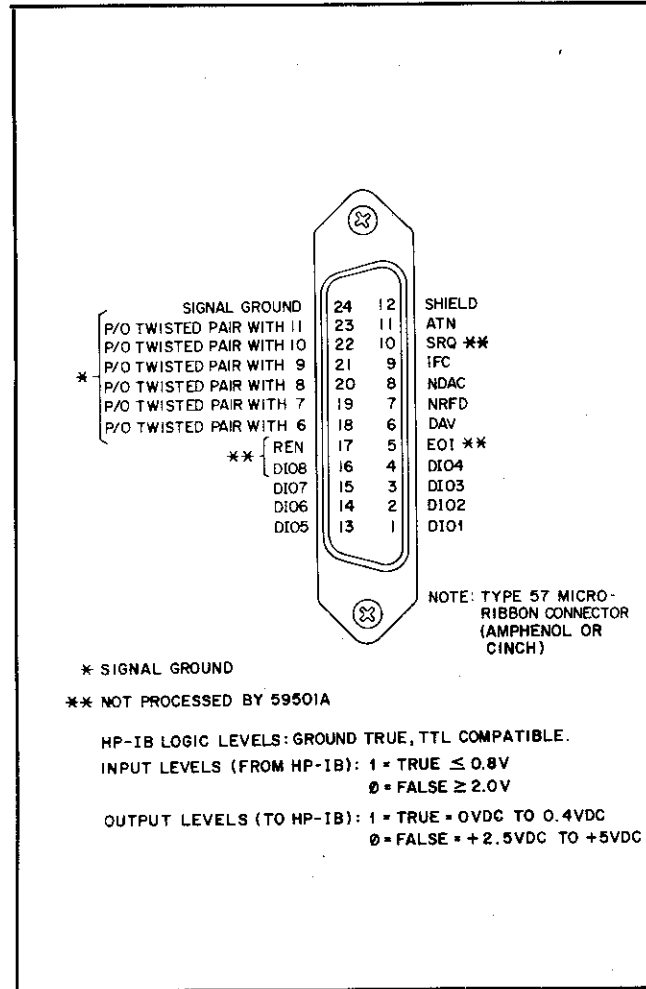 SIGNAL GROUND 24 12 SHIELD
P/O TWISTED PAIR WITH 11 23 11 ATN
P/O TWISTED PAIR WITH 10 22 10 SRQ **
P/O TWISTED PAIR WITH 9 21 9 IFC
* P/O TWISTED PAIR WITH 8 20 8 NDAC
P/O TWISTED PAIR WITH 7 19 7 NRFD
P/O TWISTED PAIR WITH 6 18 6 DAV
** REN 17 5 EOI **
DIO8 16 4 DIO4
DIO7 15 3 DIO3
DIO6 14 2 DIO2
DIO5 13 1 DIO1
NOTE: TYPE 57 MICRO-
RIBBON CONNECTOR
(AMPHENOL OR
CINCH)
* SIGNAL GROUND
** NOT PROCESSED BY 59501A
HP-IB LOGIC LEVELS: GROUND TRUE, TTL COMPATIBLE.
INPUT LEVELS (FROM HP-IB): 1 = TRUE ≤ 0.8V
0 = FALSE ≥ 2.0V
OUTPUT LEVELS (TO HP-IB): 1 = TRUE = 0VDC TO 0.4VDC
0 = FALSE = +2.5VDC TO +5VDC